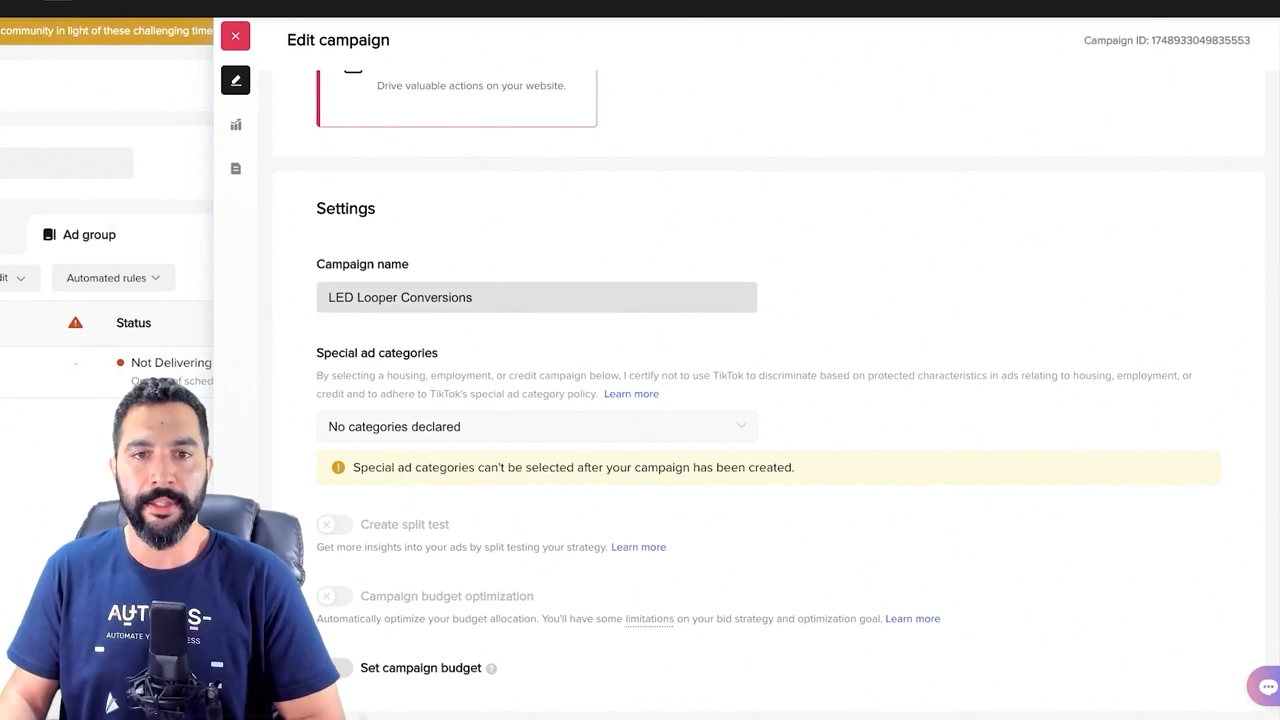 community in light of these challenging time
Edit campaign
Campaign ID: 1748933049835553
Drive valuable actions on your website.
Settings
Ad group
Campaign name
dit
Automated rules
LED Looper Conversions
Status
Special ad categories
Not Delivering
By selecting a housing, employment, or credit campaign below, I certify not to use TikTok to discriminate based on protected characteristics in ads relating to housing, employment, or
credit and to adhere to TikTok's special ad category policy. Learn more
No categories declared
Special ad categories can't be selected after your campaign has been created.
Create split test
Get more insights into your ads by split testing your strategy. Learn more
Campaign budget optimization
Automatically optimize your budget allocation. You'll have some limitations on your bid strategy and optimization goal. Learn more
Set campaign budget